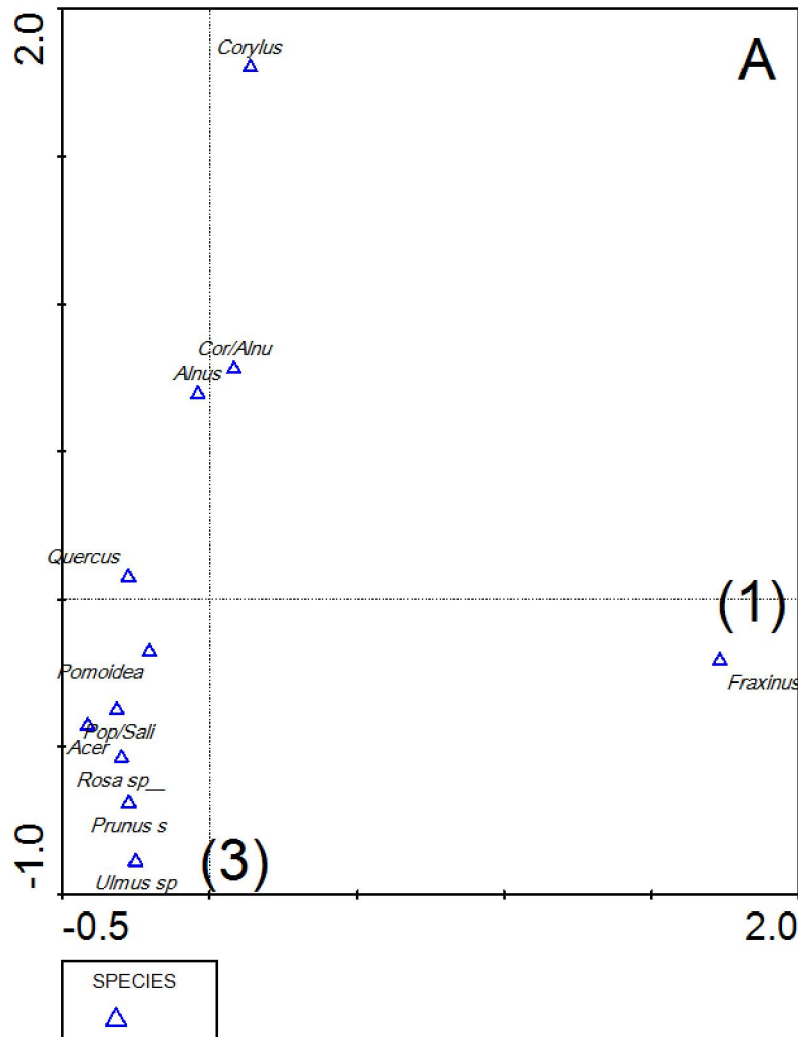 2.0
Corylus
A
Cor/Alnu
Alnus
Quercus
(1)
Pomoidea
Fraxinus
Pop/Sali
Acer
Rosa sp__
Prunus s
-1.0
(3)
Ulmus sp
-0.5
2.0
SPECIES